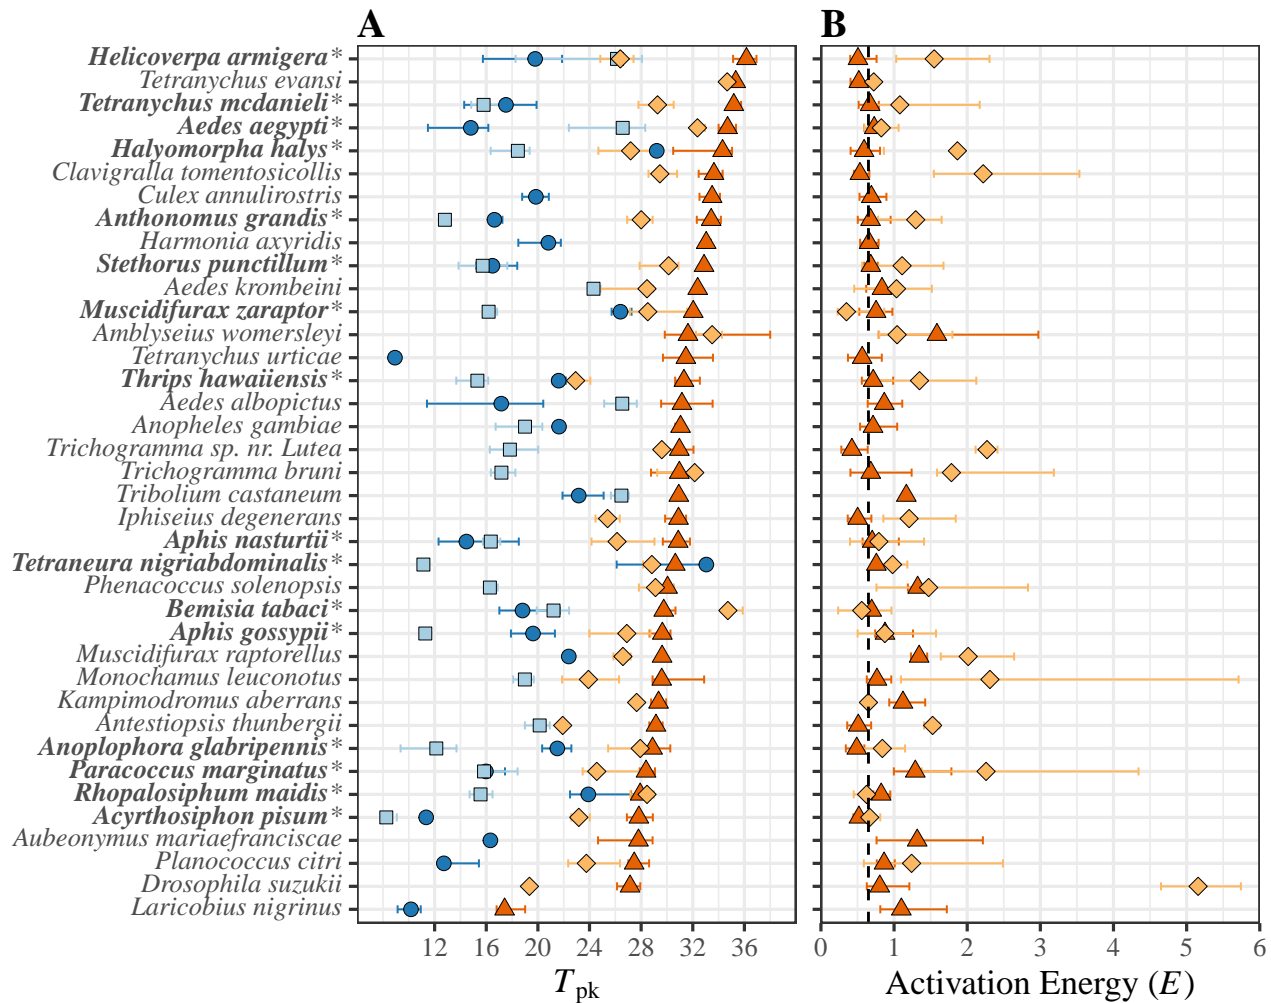 A B
Helicoverpa armigera*
Tetranychus evansi
Tetranychus mcdanieli*
Aedes aegypti*
Halyomorpha halys*
Clavigralla tomentosicollis
Culex annulirostris
Anthonomus grandis*
Harmonia axyridis
Stethorus punctillum*
Aedes krombeini
Muscidifurax zaraptor*
Amblyseius womersleyi
Tetranychus urticae
Thrips hawaiiensis*
Aedes albopictus
Anopheles gambiae
Trichogramma sp. nr. Lutea
Trichogramma bruni
Tribolium castaneum
Iphiseius degenerans
Aphis nasturtii*
Tetraneura nigriabdominalis*
Phenacoccus solenopsis
Bemisia tabaci*
Aphis gossypii*
Muscidifurax raptorellus
Monochamus leuconotus
Kampimodromus aberrans
Antestiopsis thunbergii
Anoplophora glabripennis*
Paracoccus marginatus*
Rhopalosiphum maidis*
Acyrthosiphon pisum*
Aubeonymus mariaefranciscae
Planococcus citri
Drosophila suzukii
Laricobius nigrinus
12 16 20 24 28 32 36 0 1 2 3 4 5 6
Tpk Activation Energy (E)